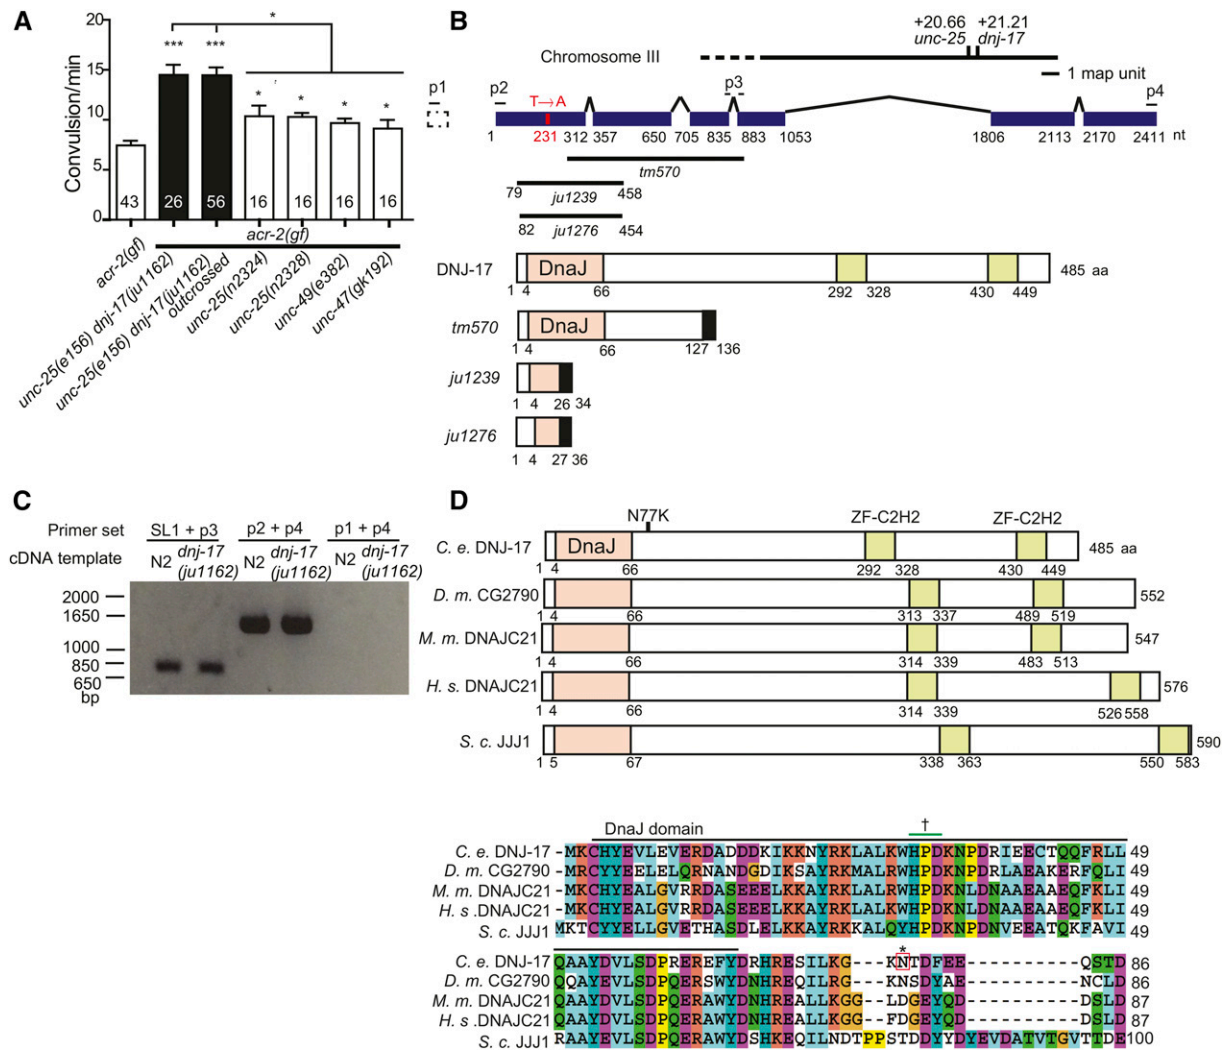 A
20
15
10
5
0
Convulsion/min
*
***
***
*
*
*
*
43
26
56
16
16
16
16
acr-2(gf)
acr-2(gf)
unc-25(e156) dnj-17(ju1162)
unc-25(e156) dnj-17(ju1162)
outcrossed
unc-25(n2324)
unc-25(n2328)
unc-49(e382)
unc-47(gk192)
B
+20.66 +21.21
unc-25 dnj-17
Chromosome III
1 map unit
p1 p2 p3 p4
T→A
1 231 312 357 650 705 835 883 1053 1806 2113 2170 2411 nt
tm570
79 ju1239 458
82 ju1276 454
DNJ-17 DnaJ 485 aa
1 4 66 292 328 430 449
tm570 DnaJ
1 4 66 127 136
ju1239
1 4 26 34
ju1276
1 4 27 36
C
Primer set SL1 + p3 p2 + p4 p1 + p4
cDNA template N2 dnj-17 (ju1162) N2 dnj-17 (ju1162) N2 dnj-17 (ju1162)
2000
1650
1000
850
650
bp
D
N77K ZF-C2H2 ZF-C2H2
C. e. DNJ-17 DnaJ 485 aa
1 4 66 292 328 430 449
D. m. CG2790 552
1 4 66 313 337 489 519
M. m. DNAJC21 547
1 4 66 314 339 483 513
H. s. DNAJC21 576
1 4 66 314 339 526 558
S. c. JJJ1 590
1 5 67 338 363 550 583
DnaJ domain †
C. e. DNJ-17 -MKCHYEVLEVERDADDDKIKKNYRKLALKWHPDKNPDRIEECTQQFRLL 49
D. m. CG2790 -MRCYYEELELQRNANDGDIKSAYRKMALRWHPDKNPDRLAEAKERFQLI 49
M. m. DNAJC21 -MKCHYEALGVRRDASEEELKKAYRKLALRWHPDKNLDNAAEAAEQFKLI 49
H. s .DNAJC21 -MKCHYEALGVRRDASEEELKKAYRKLALKWHPDKNLDNAAEAAEQFKLI 49
S. c. JJJ1 MKTCYYELLGVETHASDLELKKAYRKKALQYHPDKNPDNVEEATQKFAVI 49
*
C. e. DNJ-17 QAAYDVLSDPREREFYDRHRESILKG---KNTDFEE------------QSTD 86
D. m. CG2790 QQAYEVLSDPQERSWYDNHREQILRG---KNSDYAE------------NCLD 86
M. m. DNAJC21 QAAYDVLSDPQERAWYDNHREALLKGG--LDGEYQD------------DSLD 87
H. s .DNAJC21 QAAYDVLSDPQERAWYDNHREALLKGG--FDGEYQD------------DSLD 87
S. c. JJJ1 RAAYEVLSDPQERAWYDSHKEQILNDTPPSTDDYYDYEVDATVTGVTTDE100